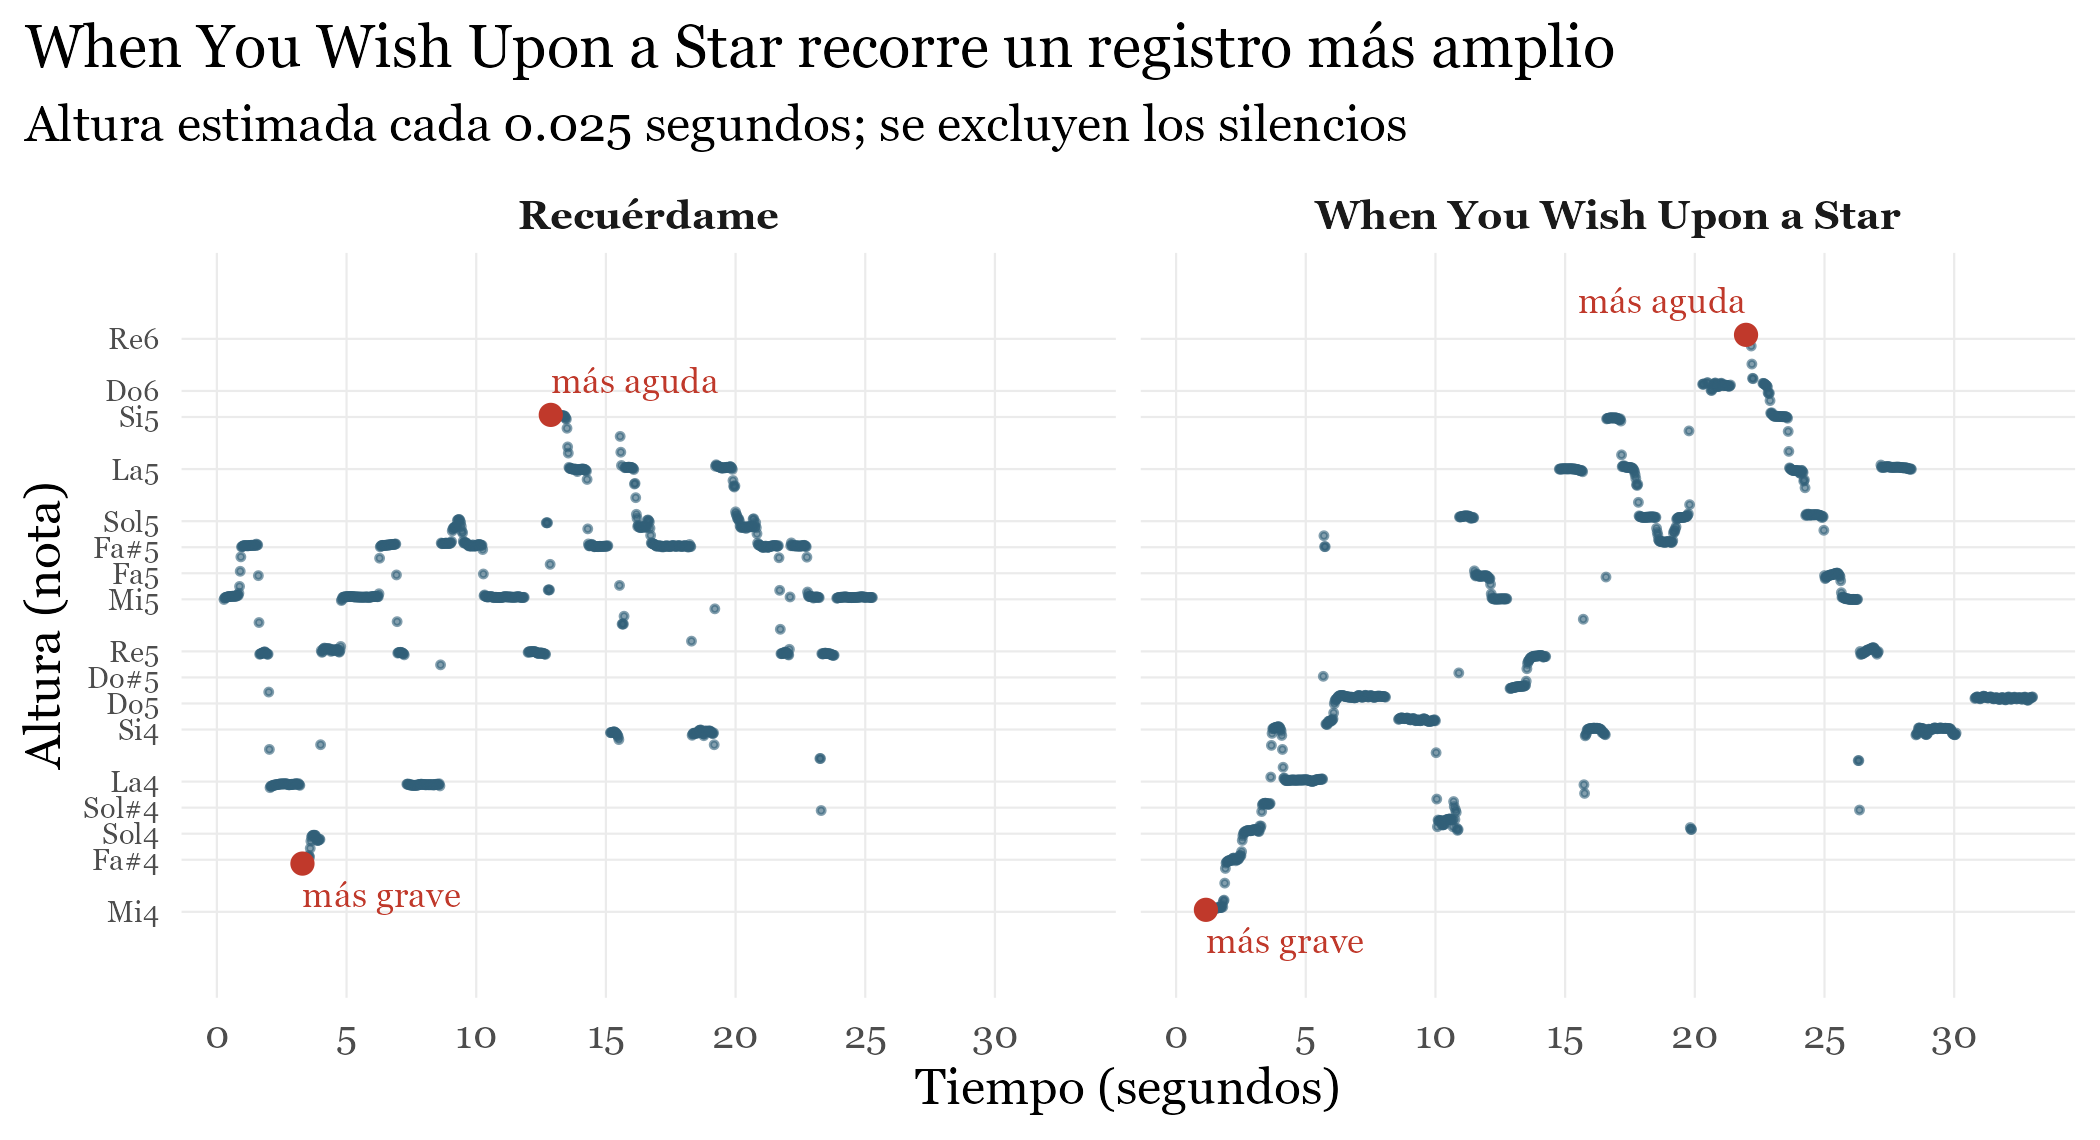 When You Wish Upon a Star recorre un registro más amplio
Altura estimada cada 0.025 segundos; se excluyen los silencios
Recuérdame
When You Wish Upon a Star
Altura (nota)
Re6
Do6
Si5
La5
Sol5
Fa#5
Fa5
Mi5
Re5
Do#5
Do5
Si4
La4
Sol#4
Sol4
Fa#4
Mi4
más aguda
más grave
más aguda
más grave
0 5 10 15 20 25 30
0 5 10 15 20 25 30
Tiempo (segundos)